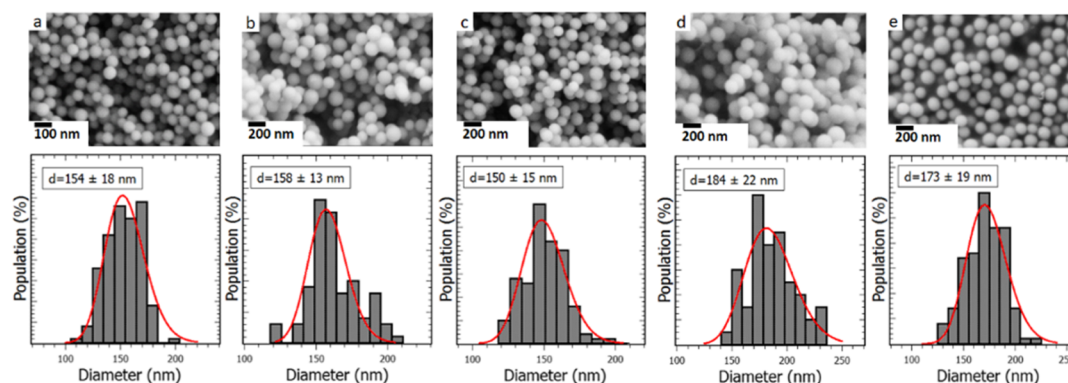 a
100 nm
b
200 nm
c
200 nm
d
200 nm
e
200 nm
d=154 ± 18 nm
Population (%)
100 150 200
Diameter (nm)
d=158 ± 13 nm
Population (%)
100 150 200
Diameter (nm)
d=150 ± 15 nm
Population (%)
100 150 200
Diameter (nm)
d=184 ± 22 nm
Population (%)
100 150 200 250
Diameter (nm)
d=173 ± 19 nm
Population (%)
100 150 200
Diameter (nm)